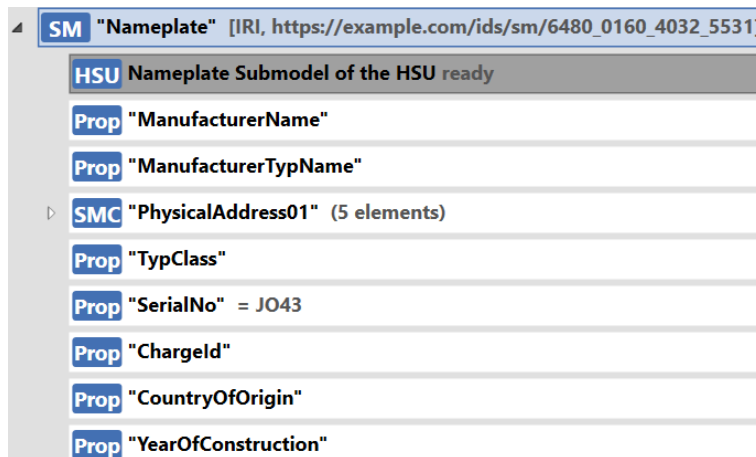 SM "Nameplate" [IRI, https://example.com/ids/sm/6480_0160_4032_5531]
HSU Nameplate Submodel of the HSU ready
Prop "ManufacturerName"
Prop "ManufacturerTypName"
SMC "PhysicalAddress01" (5 elements)
Prop "TypClass"
Prop "SerialNo" = JO43
Prop "ChargeId"
Prop "CountryOfOrigin"
Prop "YearOfConstruction"